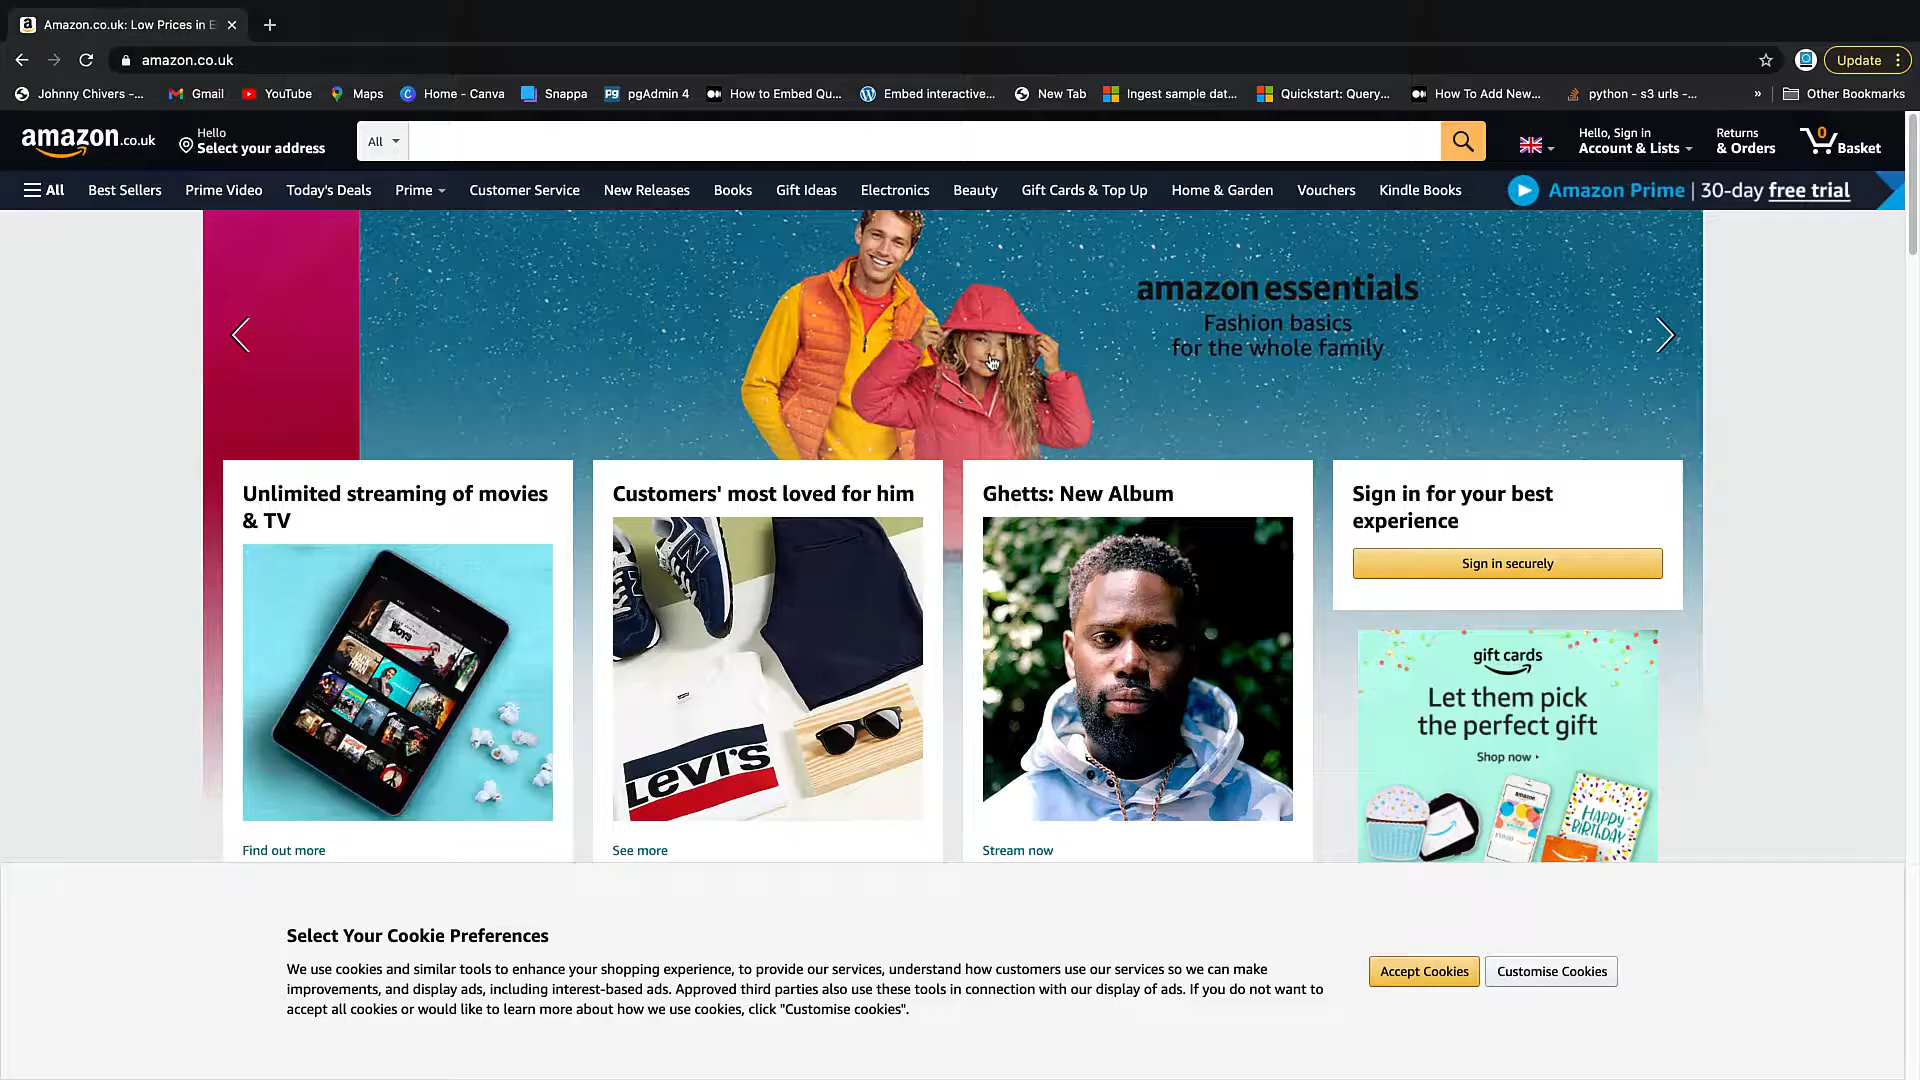 Amazon.co.uk: Low Prices in E
amazon.co.uk
Update
Johnny Chivers -...
Gmail
YouTube
Maps
Home - Canva
Snappa
pgAdmin 4
How to Embed Qu...
Embed interactive...
New Tab
Ingest sample dat...
Quickstart: Query...
How To Add New...
python - s3 urls -...
»
Other Bookmarks
amazon.co.uk
Hello
Select your address
All
Hello, Sign in
Account & Lists
Returns
& Orders
0
Basket
All
Best Sellers
Prime Video
Today's Deals
Prime
Customer Service
New Releases
Books
Gift Ideas
Electronics
Beauty
Gift Cards & Top Up
Home & Garden
Vouchers
Kindle Books
Amazon Prime | 30-day free trial
amazon essentials
Fashion basics
for the whole family
Unlimited streaming of movies
& TV
Find out more
Customers' most loved for him
LEVI'S
See more
Ghetts: New Album
Stream now
Sign in for your best
experience
Sign in securely
gift cards
Let them pick
the perfect gift
Shop now
amazon
HAPPY
BIRTHDAY
Select Your Cookie Preferences
We use cookies and similar tools to enhance your shopping experience, to provide our services, understand how customers use our services so we can make
improvements, and display ads, including interest-based ads. Approved third parties also use these tools in connection with our display of ads. If you do not want to
accept all cookies or would like to learn more about how we use cookies, click "Customise cookies".
Accept Cookies
Customise Cookies